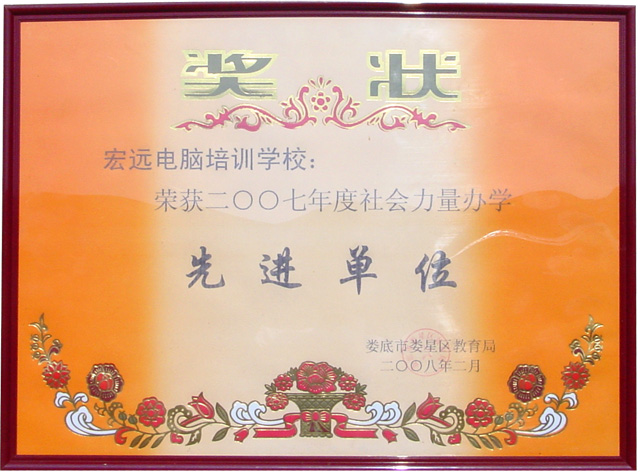 奖状
宏远电脑培训学校：
荣获二〇〇七年度社会力量办学
先进单位
娄底市娄星区教育局
二〇〇八年二月